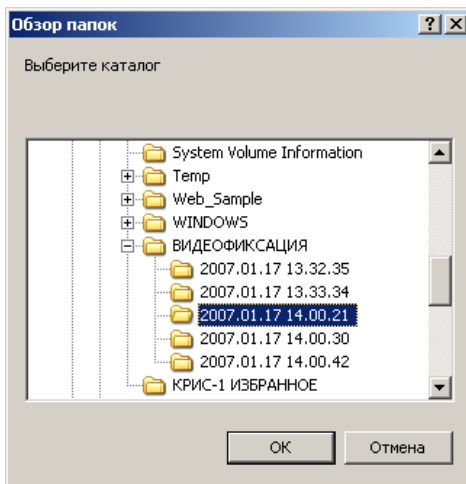 Обзор папок
Выберите каталог
System Volume Information
Temp
Web_Sample
WINDOWS
ВИДЕОФИКСАЦИЯ
2007.01.17 13.32.35
2007.01.17 13.33.34
2007.01.17 14.00.21
2007.01.17 14.00.30
2007.01.17 14.00.42
КРИС-1 ИЗБРАННОЕ
ОК
Отмена